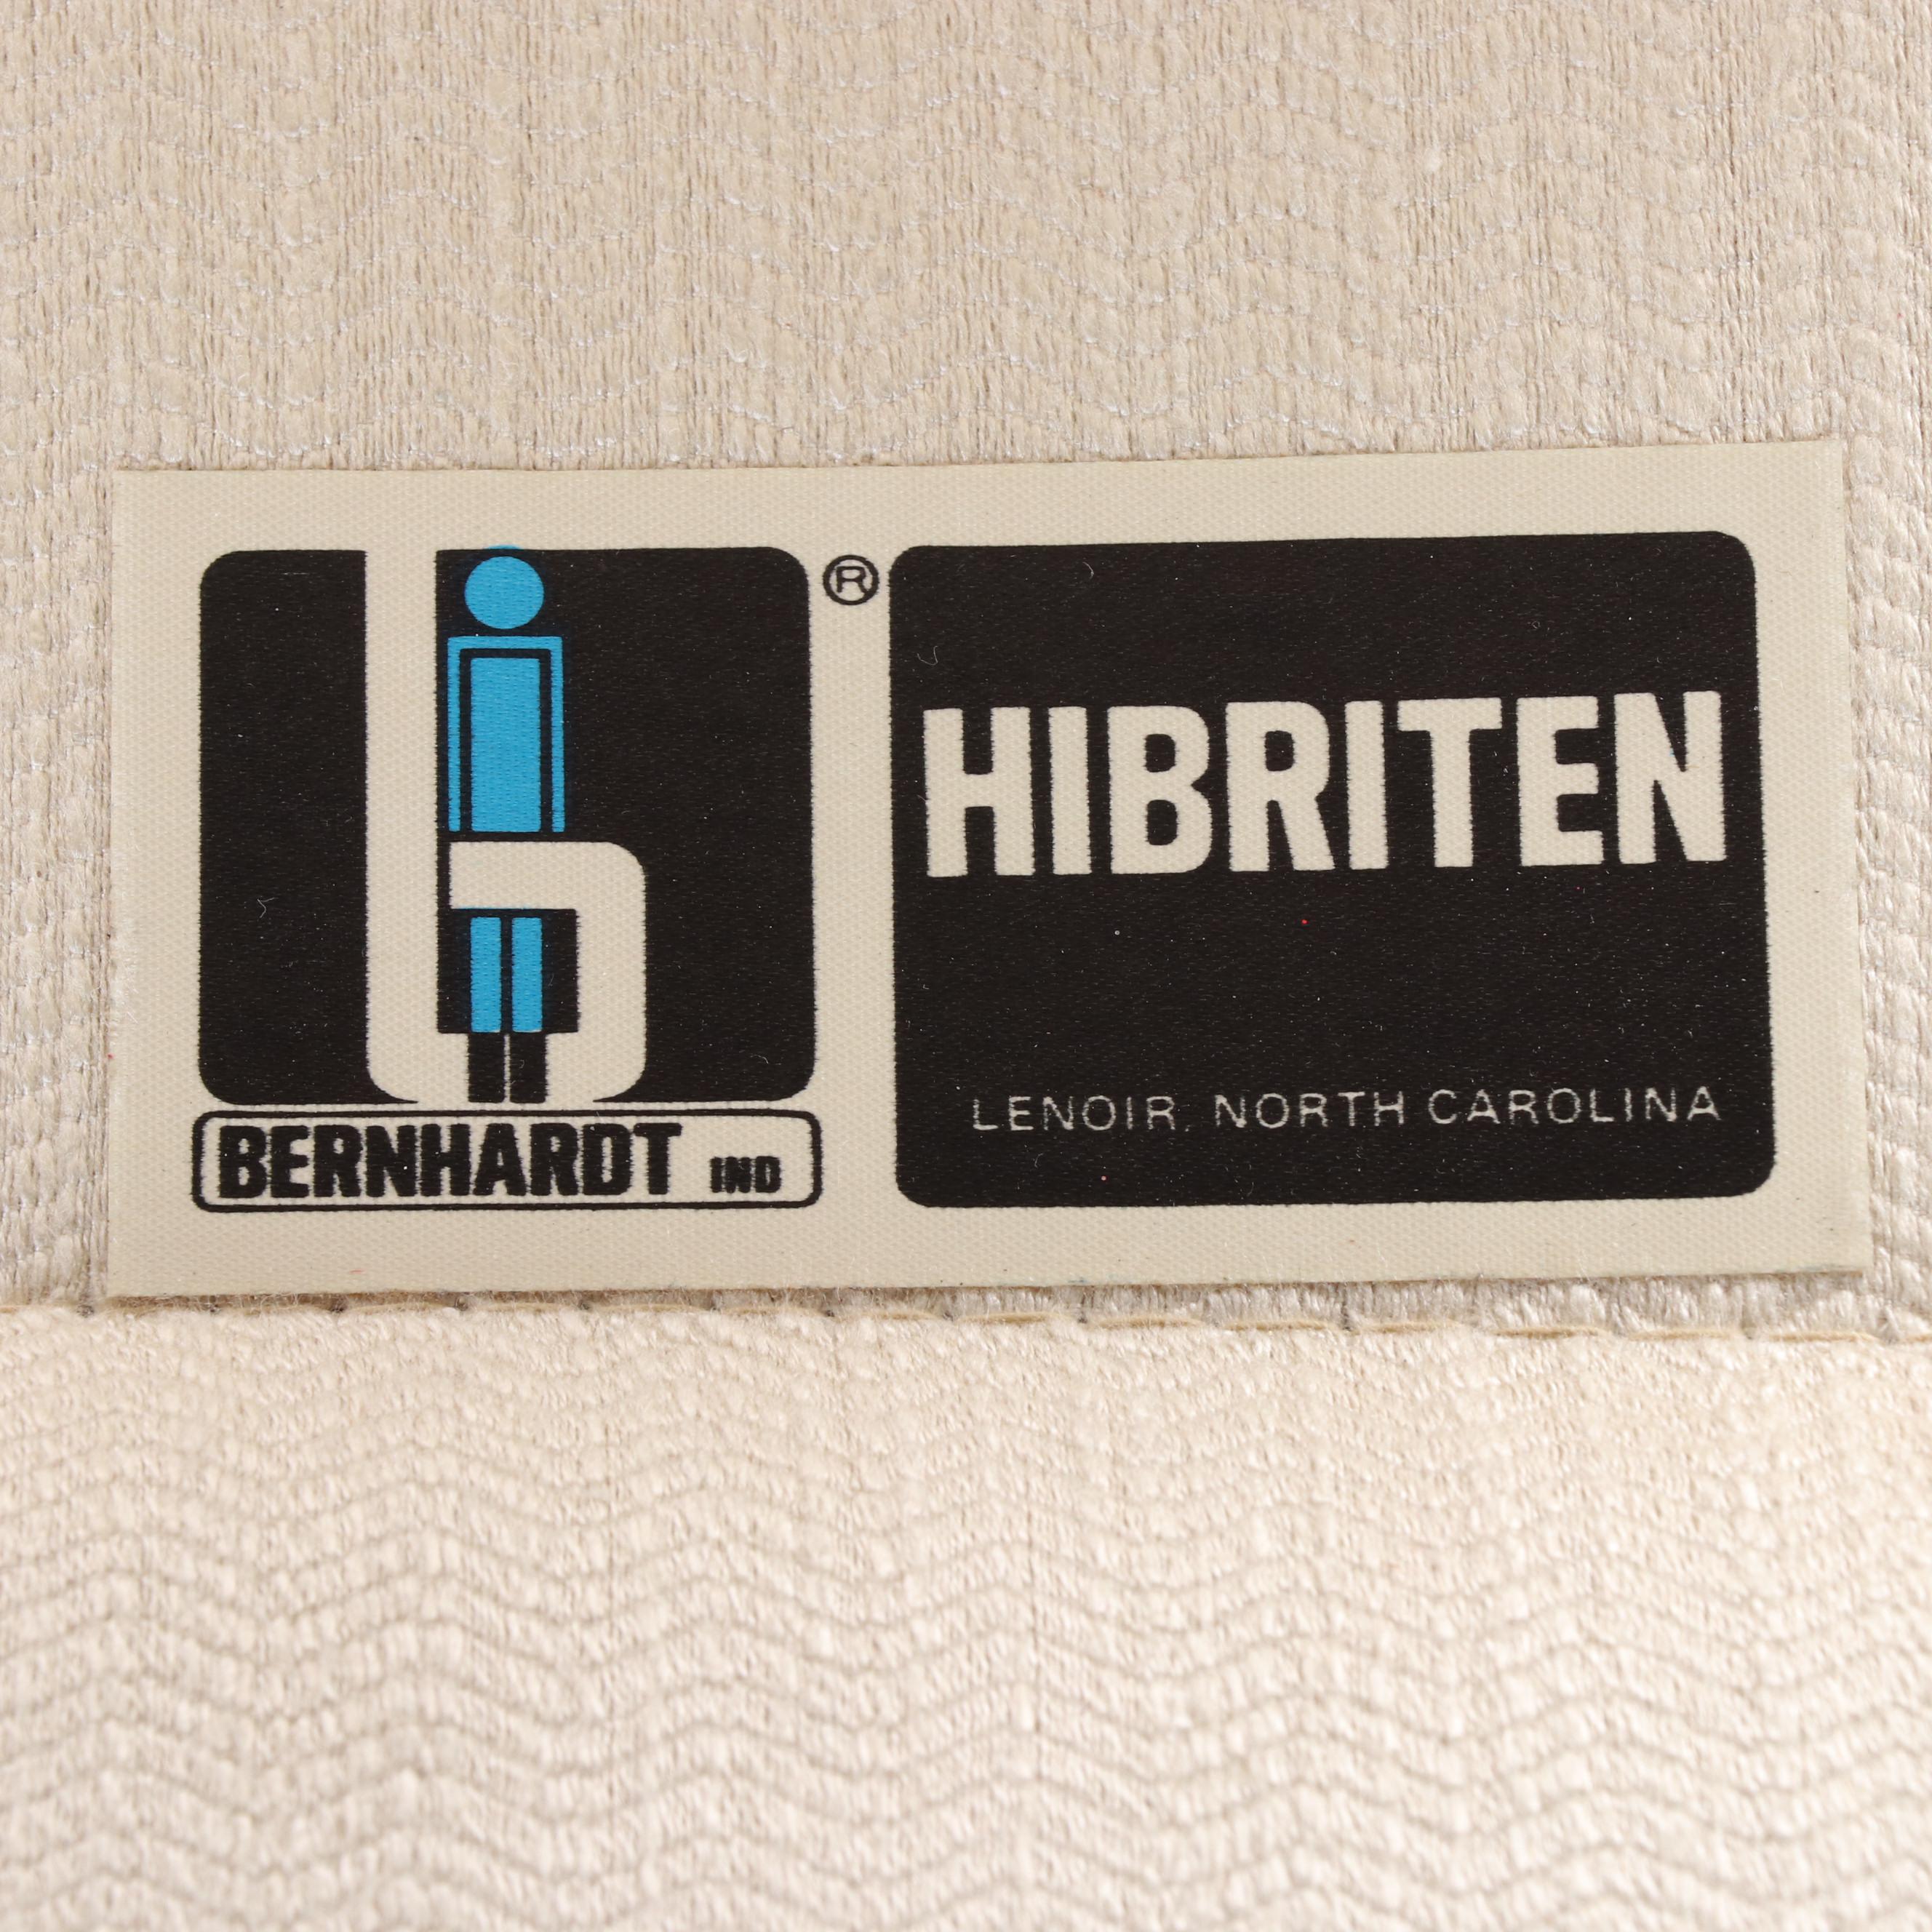 ®
BERNHARDT IND
HIBRITEN
LENOIR, NORTH CAROLINA